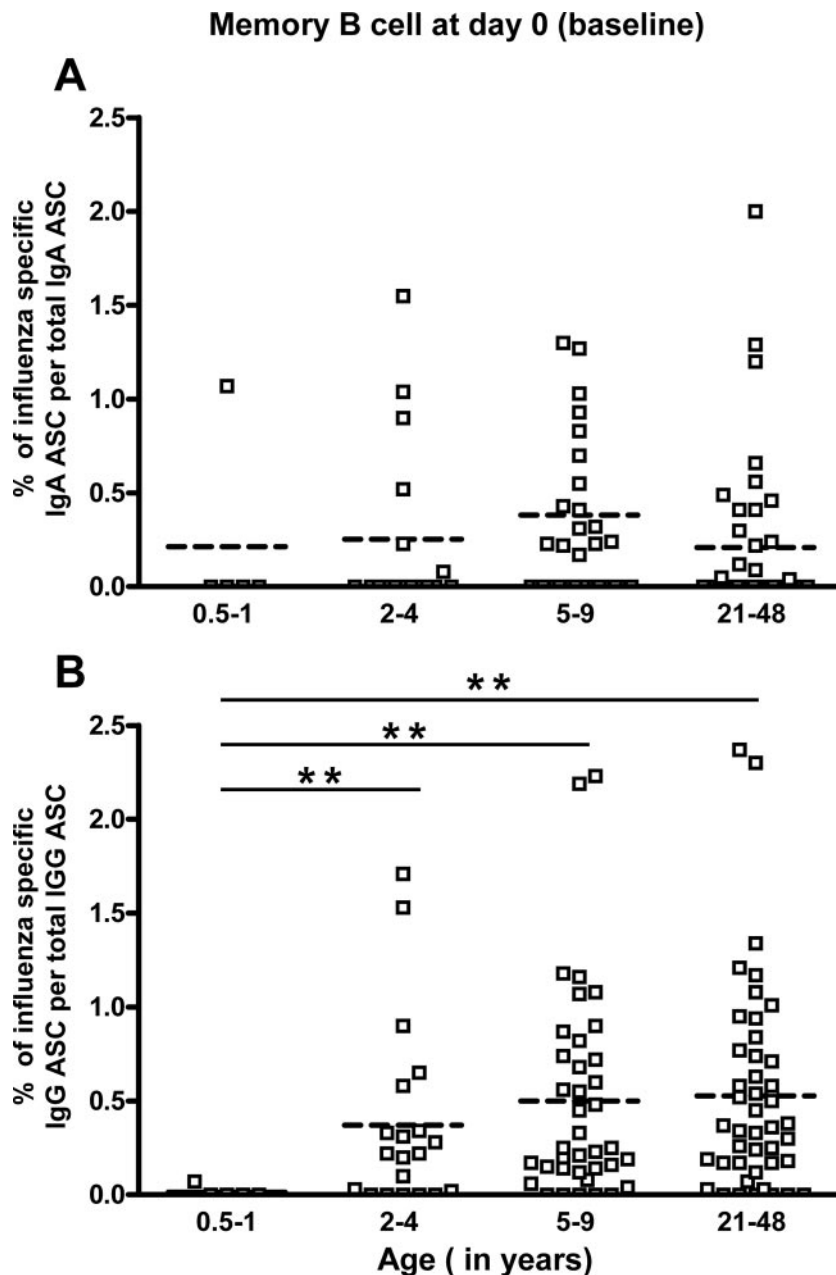 Memory B cell at day 0 (baseline)
A
% of influenza specific
IgA ASC per total IgA ASC
2.5
2.0
1.5
1.0
0.5
0.0
0.5-1
2-4
5-9
21-48
B
% of influenza specific
IgG ASC per total IGG ASC
* *
* *
* *
2.5
2.0
1.5
1.0
0.5
0.0
0.5-1
2-4
5-9
21-48
Age ( in years)